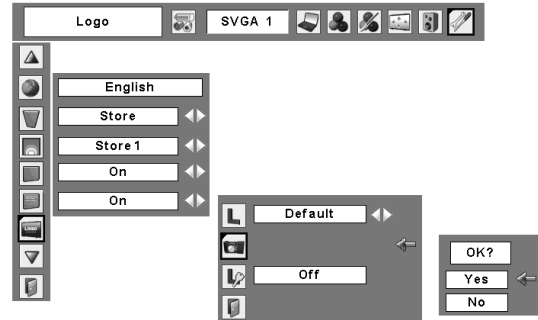 Logo
SVGA 1
English
Store
Store 1
On
On
LOGO
Default
Off
OK?
Yes
No